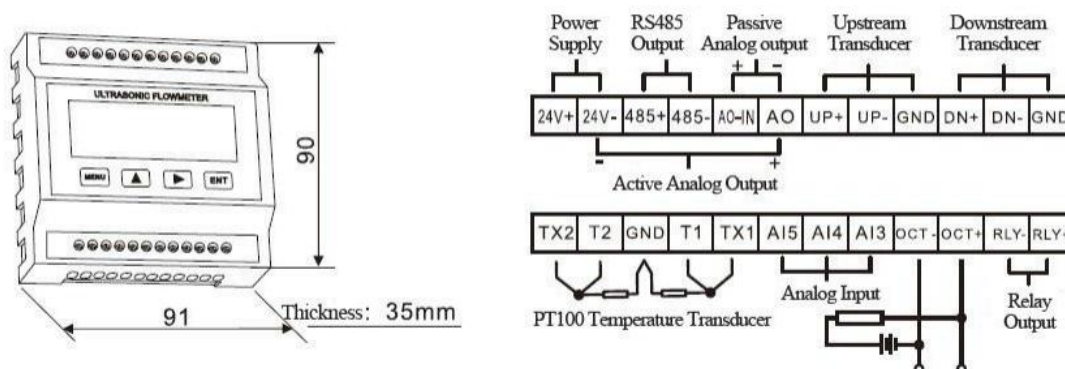 ULTRASONIC FLOWMETER
MENU ▲ ▶ ENT
90
91
Thickness: 35mm
Power Supply
RS485 Output
Passive Analog output
Upstream Transducer
Downstream Transducer
+ −
24V+ 24V- 485+ 485- AO-IN AO UP+ UP- GND DN+ DN- GND
- +
Active Analog Output
TX2 T2 GND T1 TX1 AI5 AI4 AI3 OCT- OCT+ RLY- RLY+
PT100 Temperature Transducer
Analog Input
Relay Output